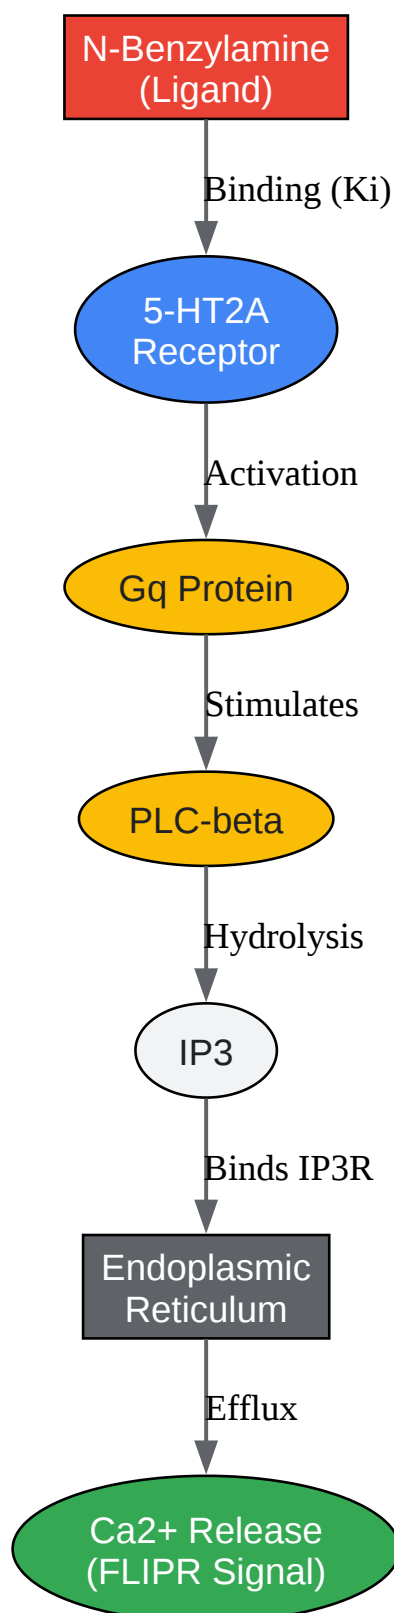 N-Benzylamine
(Ligand)
Binding (Ki)
5-HT2A
Receptor
Activation
Gq Protein
Stimulates
PLC-beta
Hydrolysis
IP3
Binds IP3R
Endoplasmic
Reticulum
Efflux
Ca2+ Release
(FLIPR Signal)